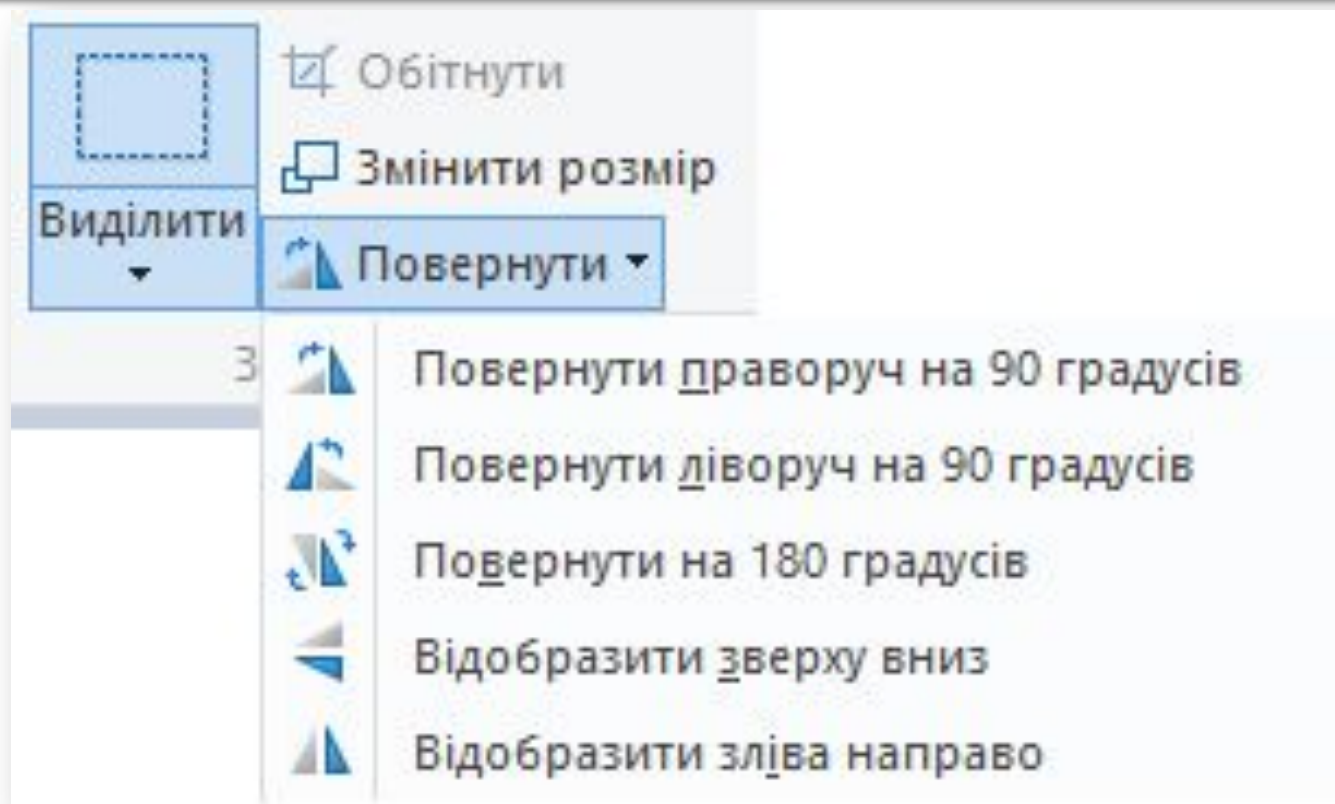 Обітнути
Змінити розмір
Виділити
Повернути
З
Повернути праворуч на 90 градусів
Повернути ліворуч на 90 градусів
Повернути на 180 градусів
Відобразити зверху вниз
Відобразити зліва направо